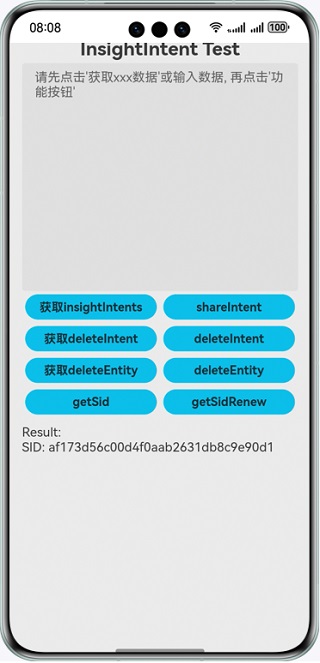 08:08
100
InsightIntent Test
请先点击'获取xxx数据'或输入数据, 再点击'功
能按钮'
获取insightIntents
shareIntent
获取deleteIntent
deleteIntent
获取deleteEntity
deleteEntity
getSid
getSidRenew
Result:
SID: af173d56c00d4f0aab2631db8c9e90d1